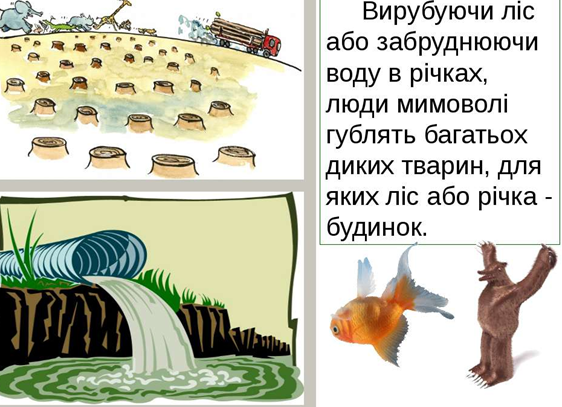 Вирубуючи ліс
або забруднюючи
воду в річках,
люди мимоволі
гублять багатьох
диких тварин, для
яких ліс або річка -
будинок.